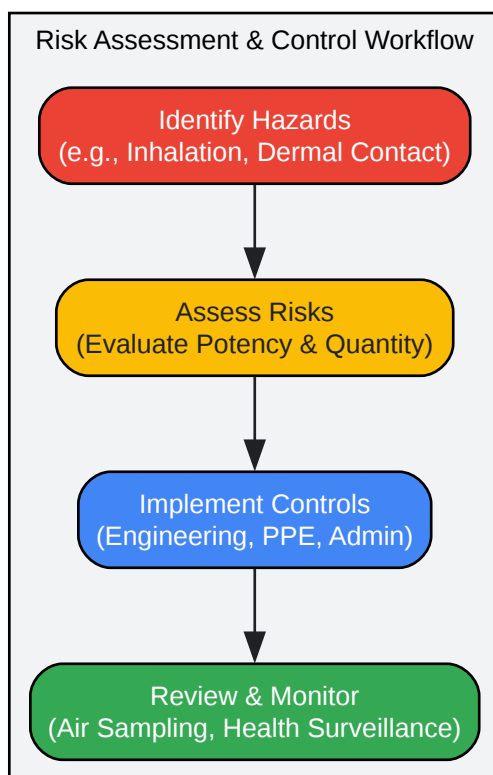 Risk Assessment & Control Workflow
Identify Hazards
(e.g., Inhalation, Dermal Contact)
Assess Risks
(Evaluate Potency & Quantity)
Implement Controls
(Engineering, PPE, Admin)
Review & Monitor
(Air Sampling, Health Surveillance)